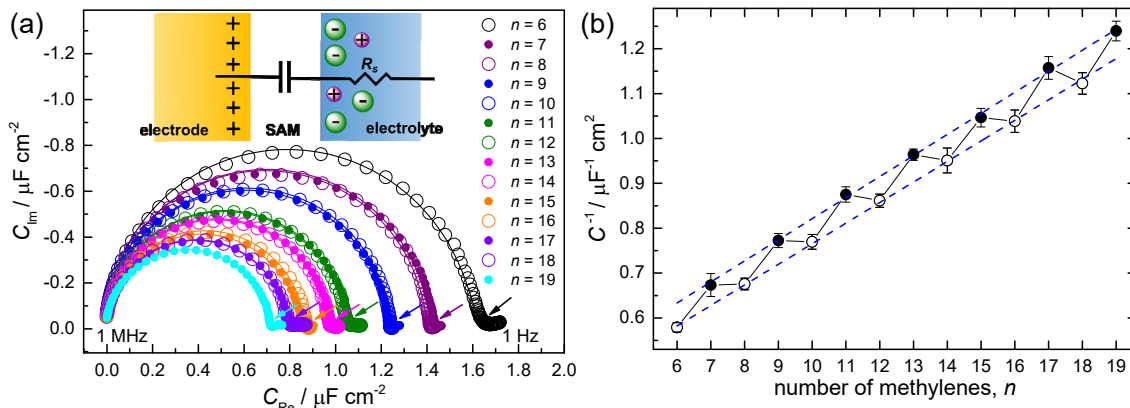 (a)
-1.2
-1.0
-0.8
-0.6
-0.4
-0.2
0.0
C_Im / μF cm⁻²
electrode
SAM
electrolyte
R_s
+ + + + + + +
- - - -
+ +
n = 6
n = 7
n = 8
n = 9
n = 10
n = 11
n = 12
n = 13
n = 14
n = 15
n = 16
n = 17
n = 18
n = 19
1 MHz
1 Hz
0.0 0.2 0.4 0.6 0.8 1.0 1.2 1.4 1.6 1.8 2.0
C_Re / μF cm⁻²
(b)
1.2
1.1
1.0
0.9
0.8
0.7
0.6
C⁻¹ / μF⁻¹ cm²
6 7 8 9 10 11 12 13 14 15 16 17 18 19
number of methylenes, n